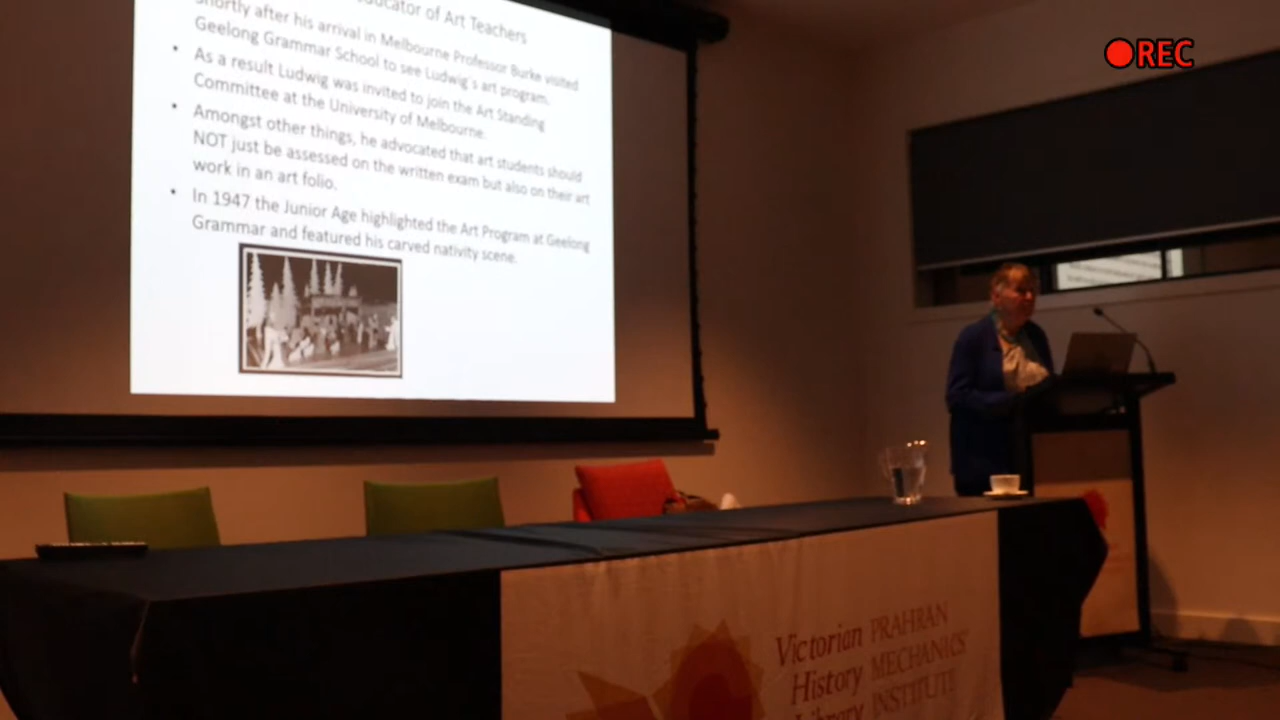 ducator of Art Teachers
shortly after his arrival in Melbourne Professor Burke visited
Geelong Grammar School to see Ludwig's art program.
• As a result Ludwig was invited to join the Art Standing
Committee at the University of Melbourne.
• Amongst other things, he advocated that art students should
NOT just be assessed on the written exam but also on their art
work in an art folio.
• In 1947 the Junior Age highlighted the Art Program at Geelong
Grammar and featured his carved nativity scene.
REC
Victorian PRAHRAN
History MECHANICS'
Library INSTITUTE